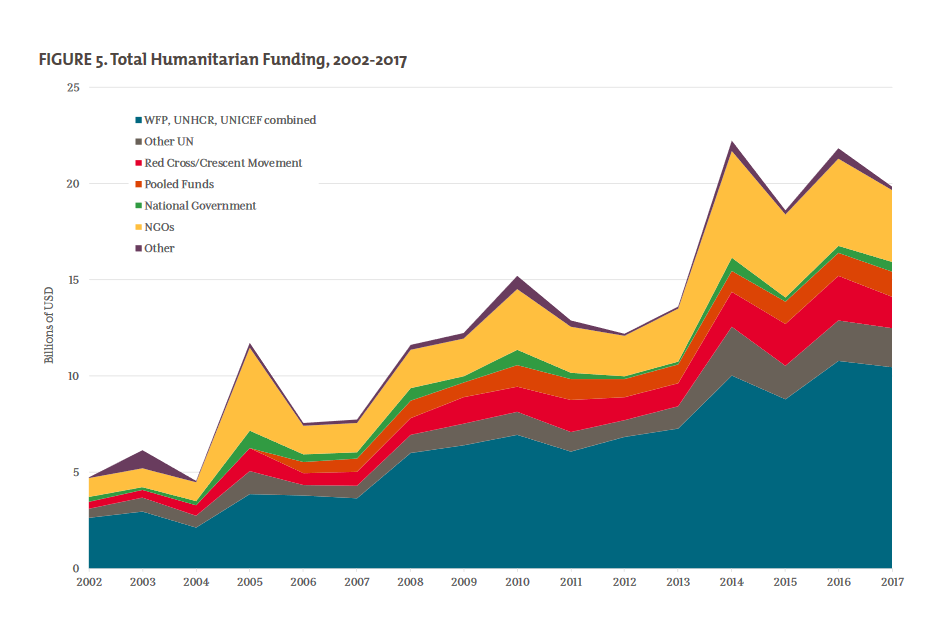 FIGURE 5. Total Humanitarian Funding, 2002-2017
25
WFP, UNHCR, UNICEF combined
Other UN
Red Cross/Crescent Movement
20
Pooled Funds
National Government
NGOs
Other
15
Billions of USD
10
5
0
2002 2003 2004 2005 2006 2007 2008 2009 2010 2011 2012 2013 2014 2015 2016 2017